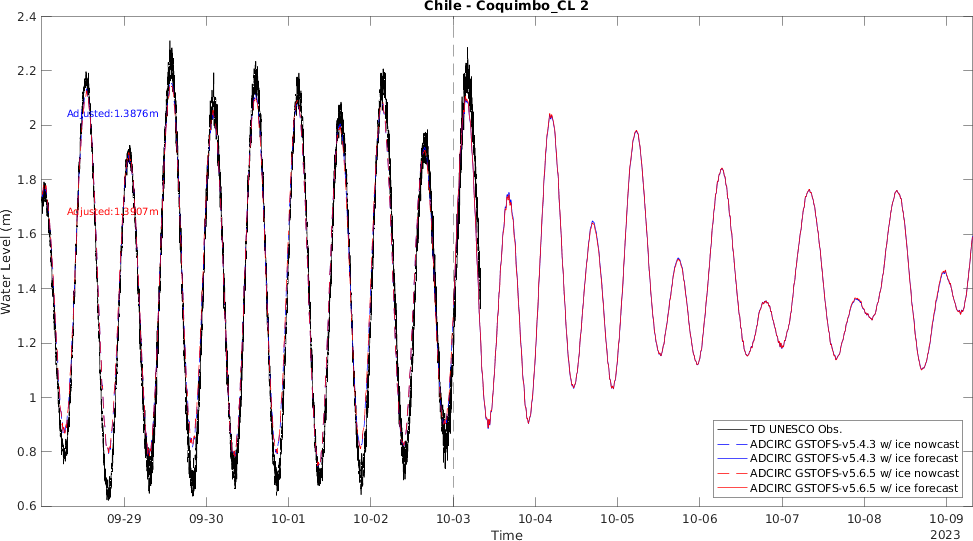 Chile - Coquimbo_CL 2
2.4
2.2
2
1.8
1.6
1.4
1.2
1
0.8
0.6
Water Level (m)
Adjusted:1.3876m
Adjusted:1.3907m
09-29
09-30
10-01
10-02
10-03
10-04
10-05
10-06
10-07
10-08
10-09
2023
Time
TD UNESCO Obs.
ADCIRC GSTOFS-v5.4.3 w/ ice nowcast
ADCIRC GSTOFS-v5.4.3 w/ ice forecast
ADCIRC GSTOFS-v5.6.5 w/ ice nowcast
ADCIRC GSTOFS-v5.6.5 w/ ice forecast